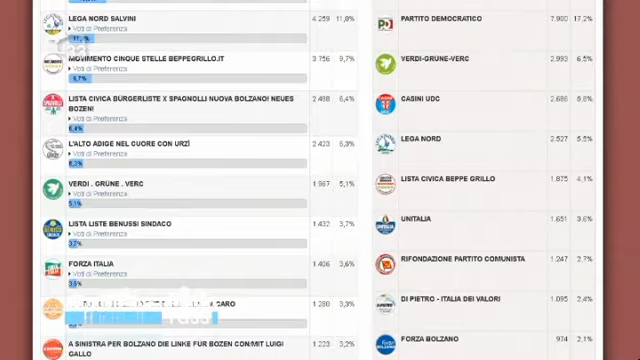 LEGA NORD SALVINI 4.259 11,0%
Voti di Preferenza
MOVIMENTO CINQUE STELLE BEPPEGRILLO.IT 3.756 9,7%
Voti di Preferenza
9,7%
LISTA CIVICA BÜRGERLISTE X SPAGNOLLI NUOVA BOLZANO! NEUES 2.488 6,4%
BOZEN!
Voti di Preferenza
6,4%
L'ALTO ADIGE NEL CUORE CON URZÌ 2.423 6,3%
Voti di Preferenza
6,3%
VERDI . GRÜNE . VERC 1.967 5,1%
Voti di Preferenza
5,1%
LISTA LISTE BENUSSI SINDACO 1.432 3,7%
Voti di Preferenza
3,7%
FORZA ITALIA 1.406 3,6%
Voti di Preferenza
3,6%
CARO 1.280 3,3%
A SINISTRA PER BOLZANO DIE LINKE FUR BOZEN CON/MIT LUIGI 1.223 3,2%
GALLO
Voti di Preferenza
PARTITO DEMOCRATICO 7.900 17,2%
VERDI-GRÜNE-VERC 2.993 6,5%
CASINI UDC 2.686 5,8%
LEGA NORD 2.527 5,5%
LISTA CIVICA BEPPE GRILLO 1.875 4,1%
UNITALIA 1.651 3,6%
RIFONDAZIONE PARTITO COMUNISTA 1.247 2,7%
DI PIETRO - ITALIA DEI VALORI 1.095 2,4%
FORZA BOLZANO 974 2,1%